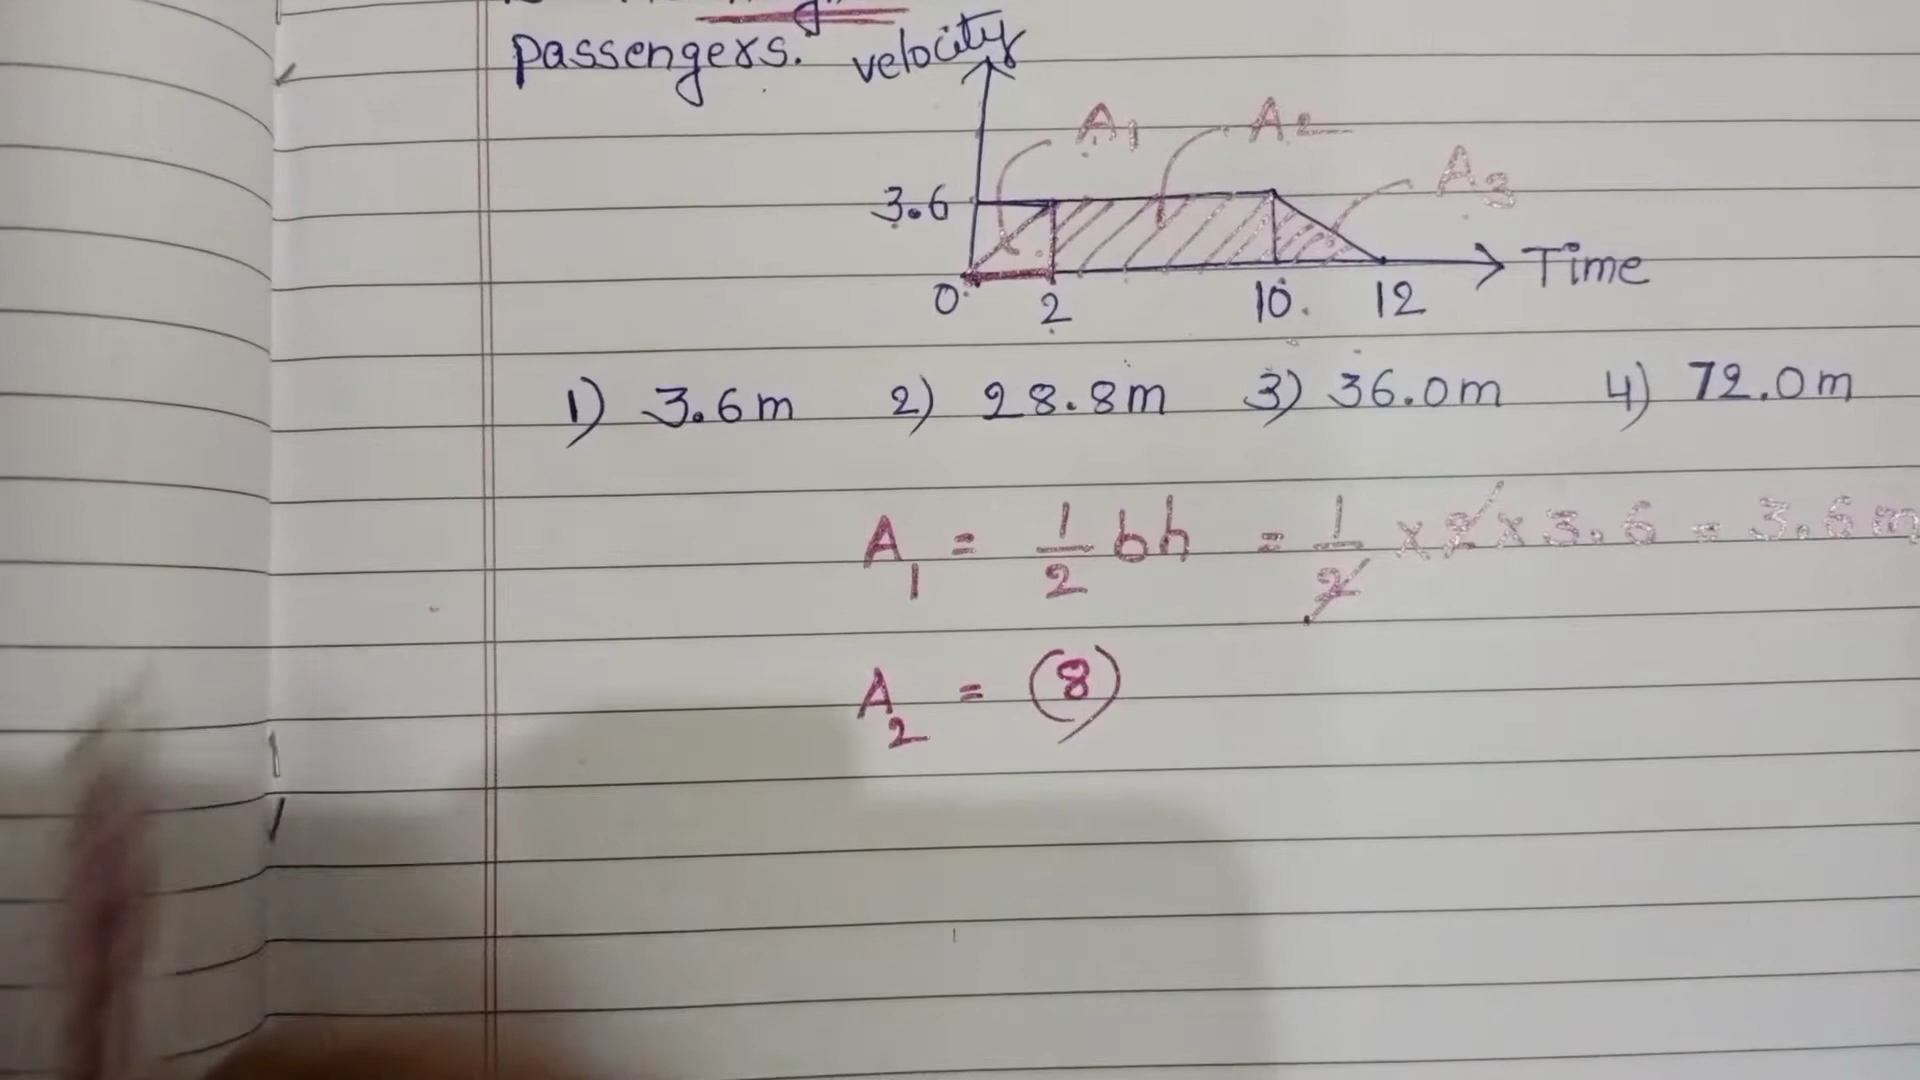 passengers. velocity
A1 A2
A3
3.6
Time
0 2 10. 12
1) 3.6m 2) 28.8m 3) 36.0m 4) 72.0m
A1 = 1/2 bh = 1/2 x 2 x 3.6 = 3.6m
A2 = (8)